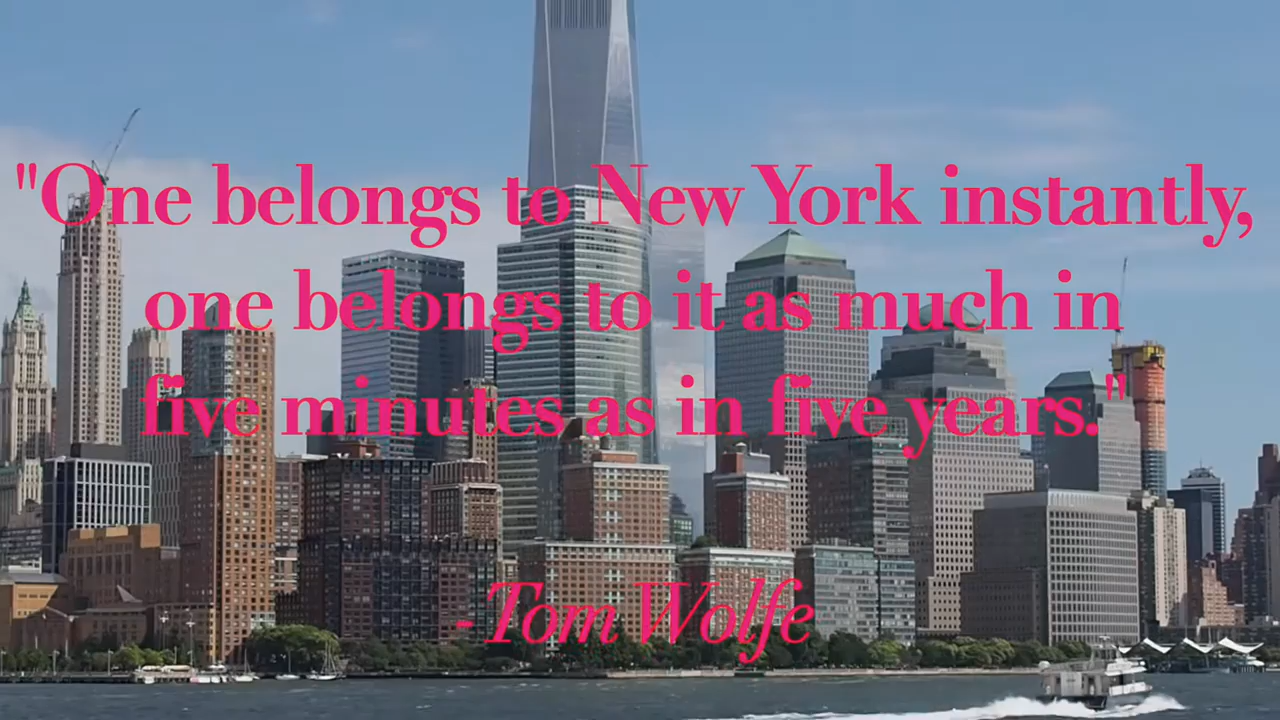 "One belongs to New York instantly,
one belongs to it as much in
five minutes as in five years."
-Tom Wolfe